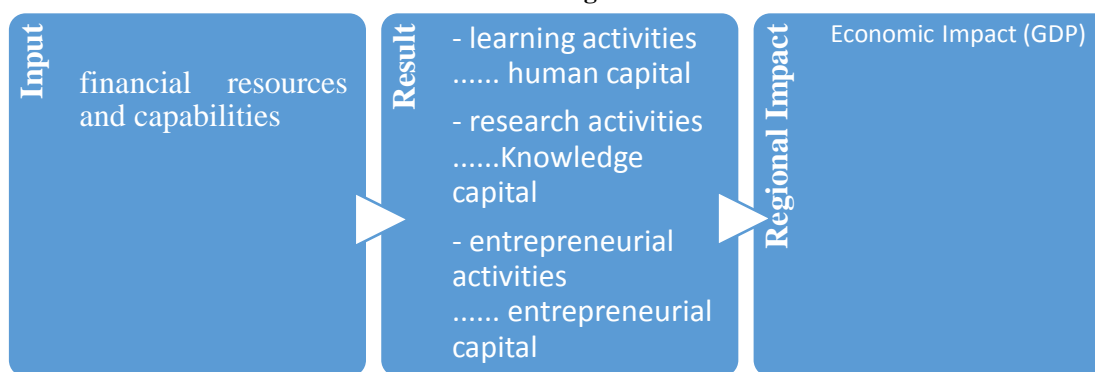 Input
financial resources
and capabilities
Result
- learning activities
...... human capital
- research activities
......Knowledge
capital
- entrepreneurial
activities
...... entrepreneurial
capital
Regional Impact
Economic Impact (GDP)